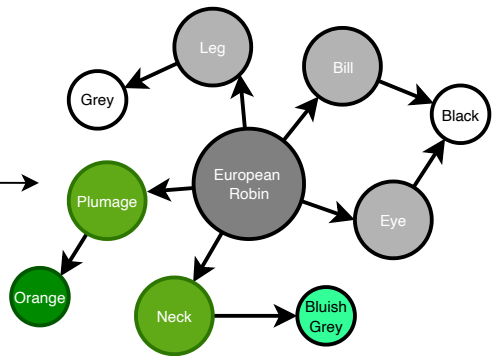 Leg
Bill
Grey
Black
European
Robin
Plumage
Eye
Orange
Neck
Bluish
Grey